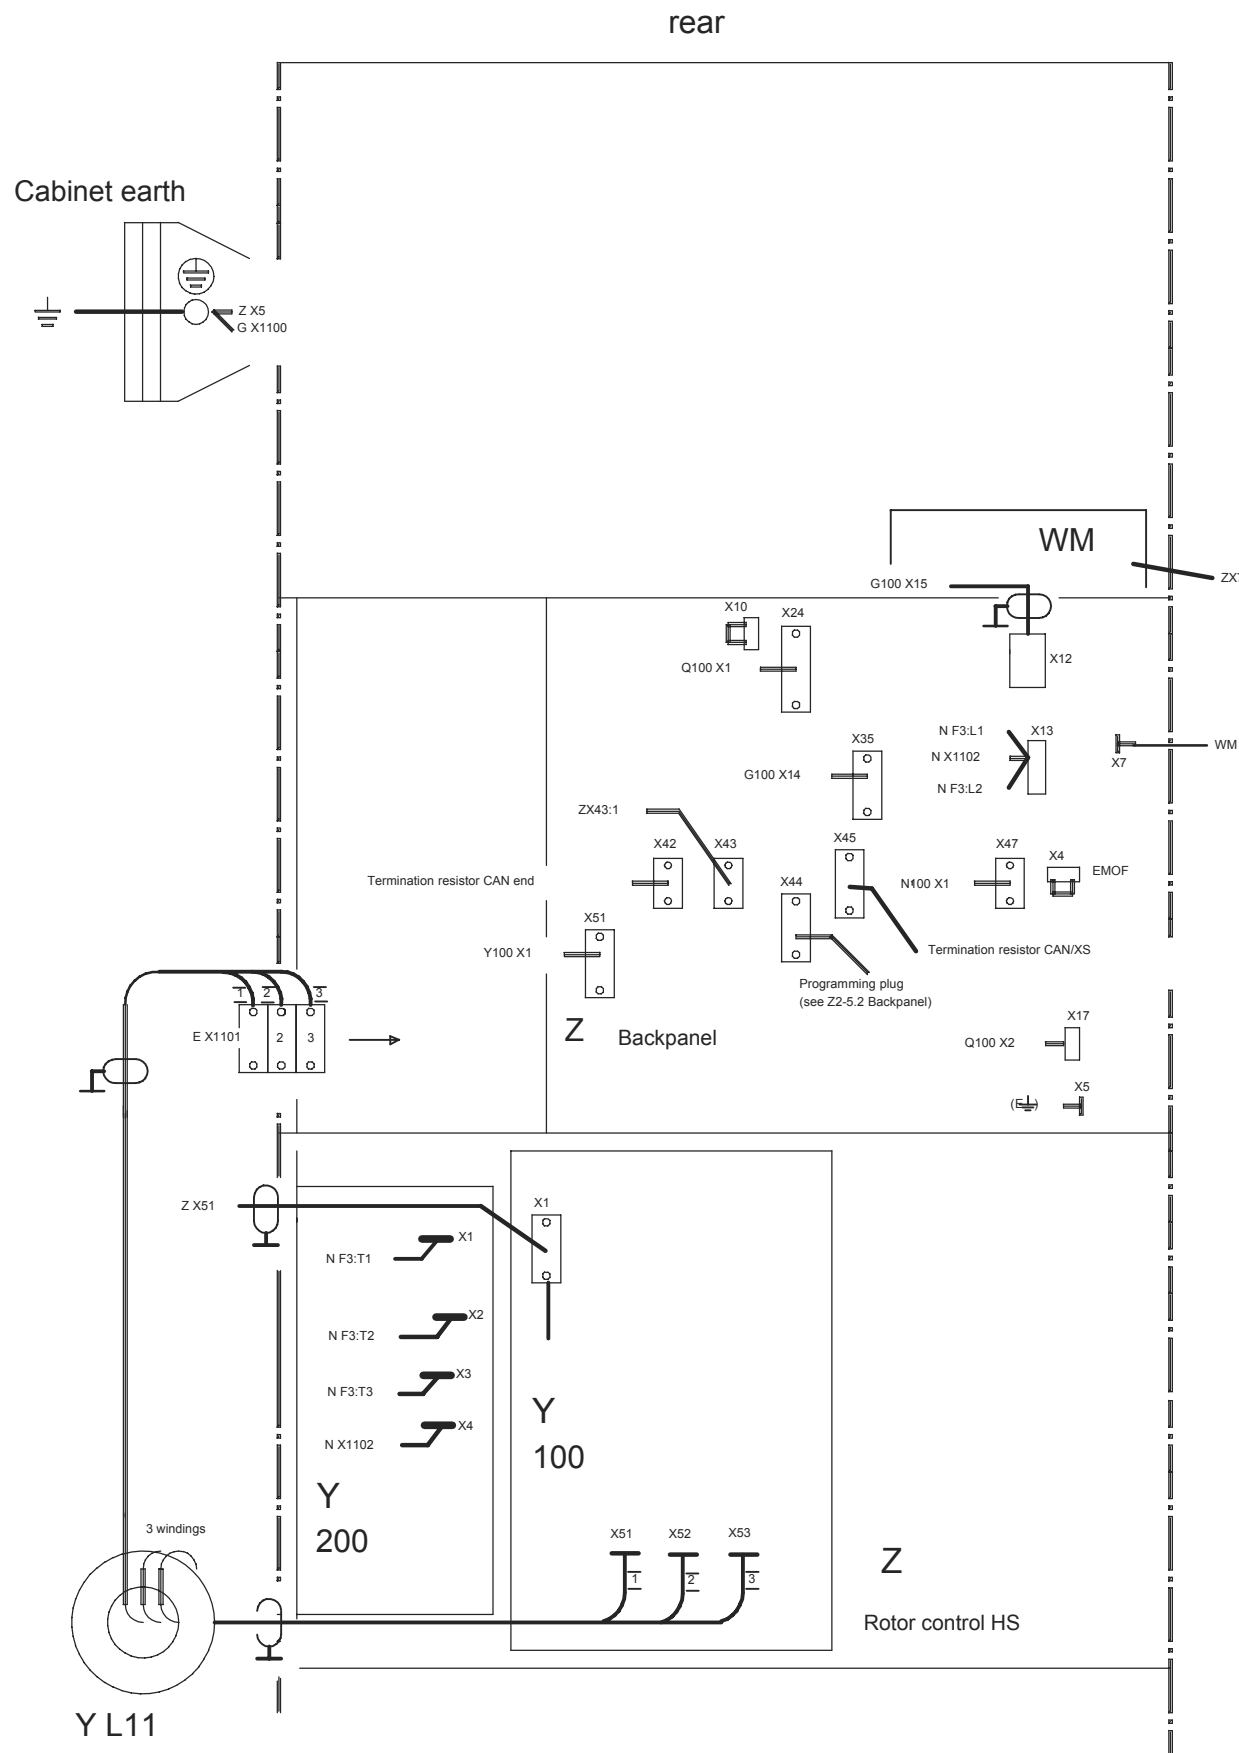 rear
Cabinet earth
Z X5
G X1100
WM
G100 X15
X10
X24
X12
Q100 X1
N F3:L1
X13
X35
N X1102
X7
WM
G100 X14
N F3:L2
ZX43:1
X42
X43
X45
X47
X4
EMOF
Termination resistor CAN end
X44
N100 X1
X51
Termination resistor CAN/XS
Y100 X1
Programming plug
(see Z2-5.2 Backpanel)
1
2
3
E X1101
2
3
Z
Backpanel
X17
Q100 X2
X5
Z X51
X1
X1
N F3:T1
X2
N F3:T2
X3
N F3:T3
X4
N X1102
Y
100
Y
200
3 windings
X51
X52
X53
1
2
3
Z
Rotor control HS
Y L11